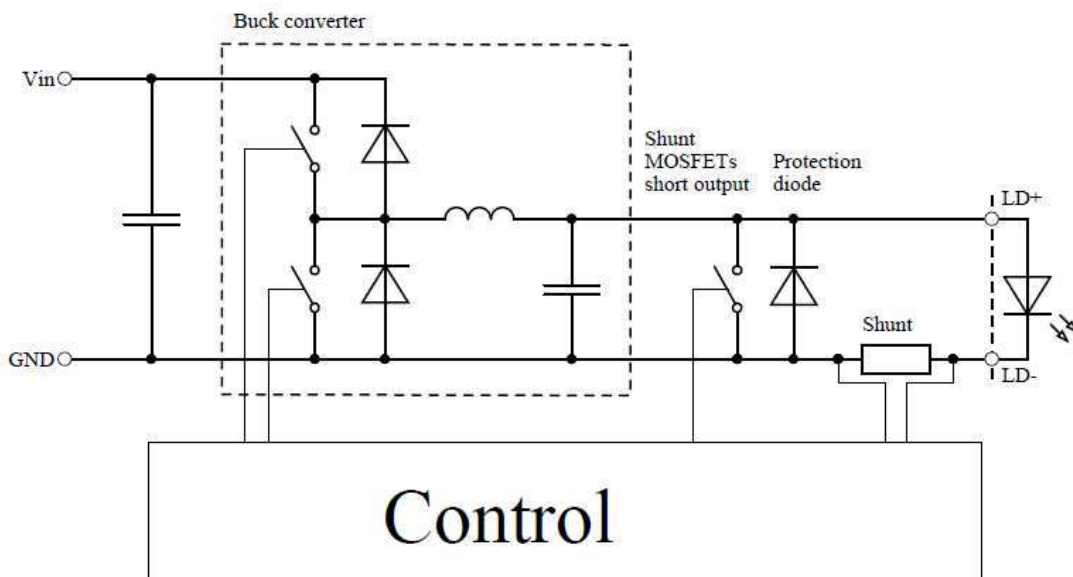 Buck converter
Vin
Shunt
MOSFETs
short output
Protection
diode
LD+
Shunt
GND
LD-
Control